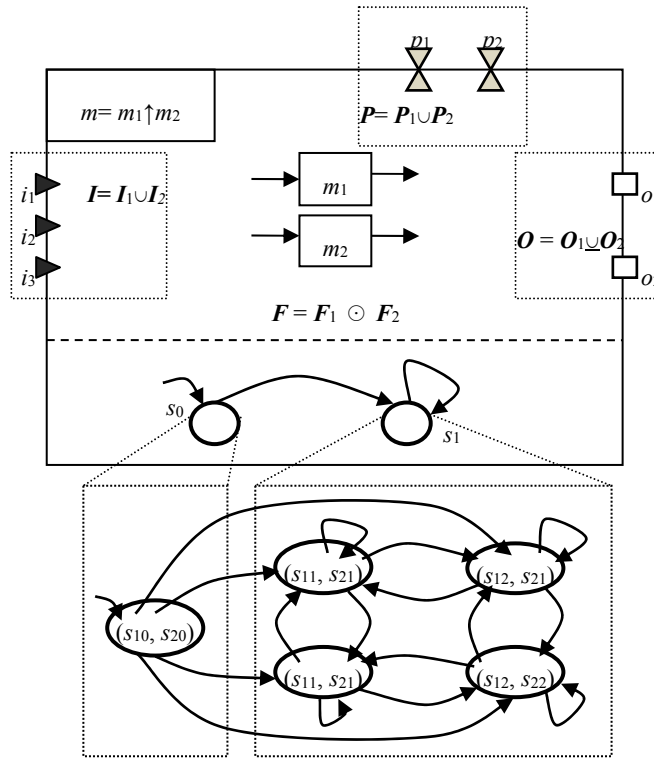 p1 p2
m= m1↑m2
P= P1∪P2
i1
I= I1∪I2
m1
o
i2
m2
O = O1∪O2
i3
o
F = F1 ⊙ F2
s0
s1
(s11, s21)
(s12, s21)
(s10, s20)
(s11, s21)
(s12, s22)